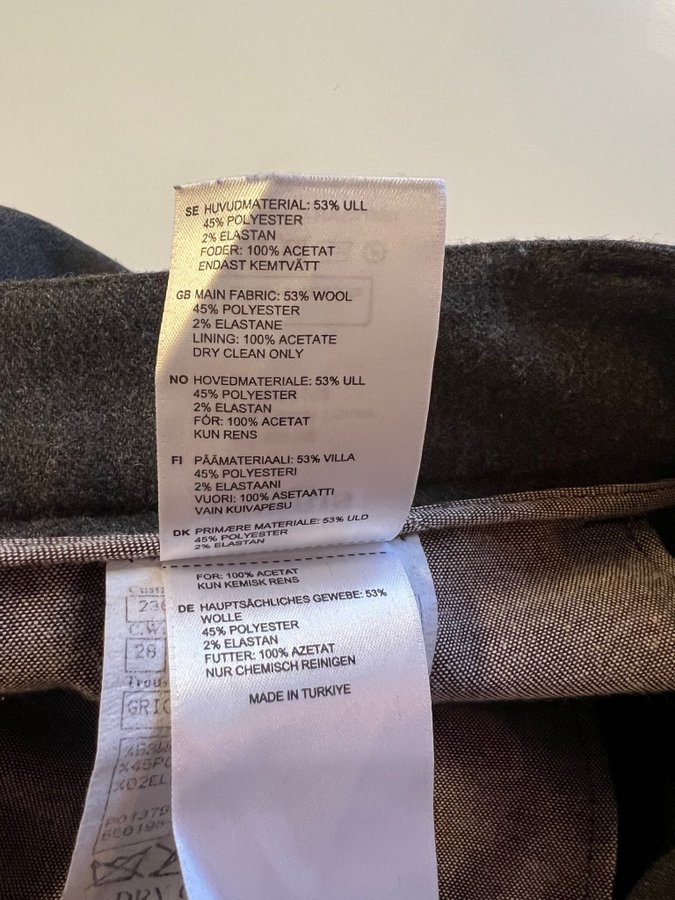 SE HUVUDMATERIAL: 53% ULL
45% POLYESTER
2% ELASTAN
FODER: 100% ACETAT
ENDAST KEMTVÄTT
GB MAIN FABRIC: 53% WOOL
45% POLYESTER
2% ELASTANE
LINING: 100% ACETATE
DRY CLEAN ONLY
NO HOVEDMATERIALE: 53% ULL
45% POLYESTER
2% ELASTAN
FÓR: 100% ACETAT
KUN RENS
FI PÄÄMATERIAALI: 53% VILLA
45% POLYESTERI
2% ELASTAANI
VUORI: 100% ASETAATTI
VAIN KUIVAPESU
DK PRIMÆRE MATERIALE: 53% ULD
45% POLYESTER
2% ELASTAN
FOR: 100% ACETAT
KUN KEMISK RENS
DE HAUPTSÄCHLICHES GEWEBE: 53%
WOLLE
45% POLYESTER
2% ELASTAN
FUTTER: 100% AZETAT
NUR CHEMISCH REINIGEN
MADE IN TURKIYE
28
DRY